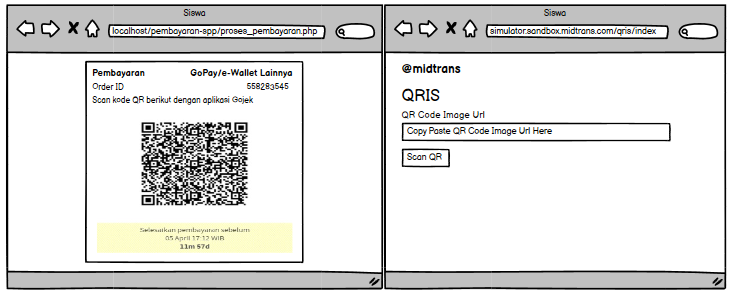 Siswa
localhost/pembayaran-spp/proses_pembayaran.php
Pembayaran GoPay/e-Wallet Lainnya
Order ID 558283545
Scan kode QR berikut dengan aplikasi Gojek
Selesaikan pembayaran sebelum
05 April 17:12 WIB
11m 57d
Siswa
simulator.sandbox.midtrans.com/qris/index
@midtrans
QRIS
QR Code Image Url
Copy Paste QR Code Image Url Here
Scan QR